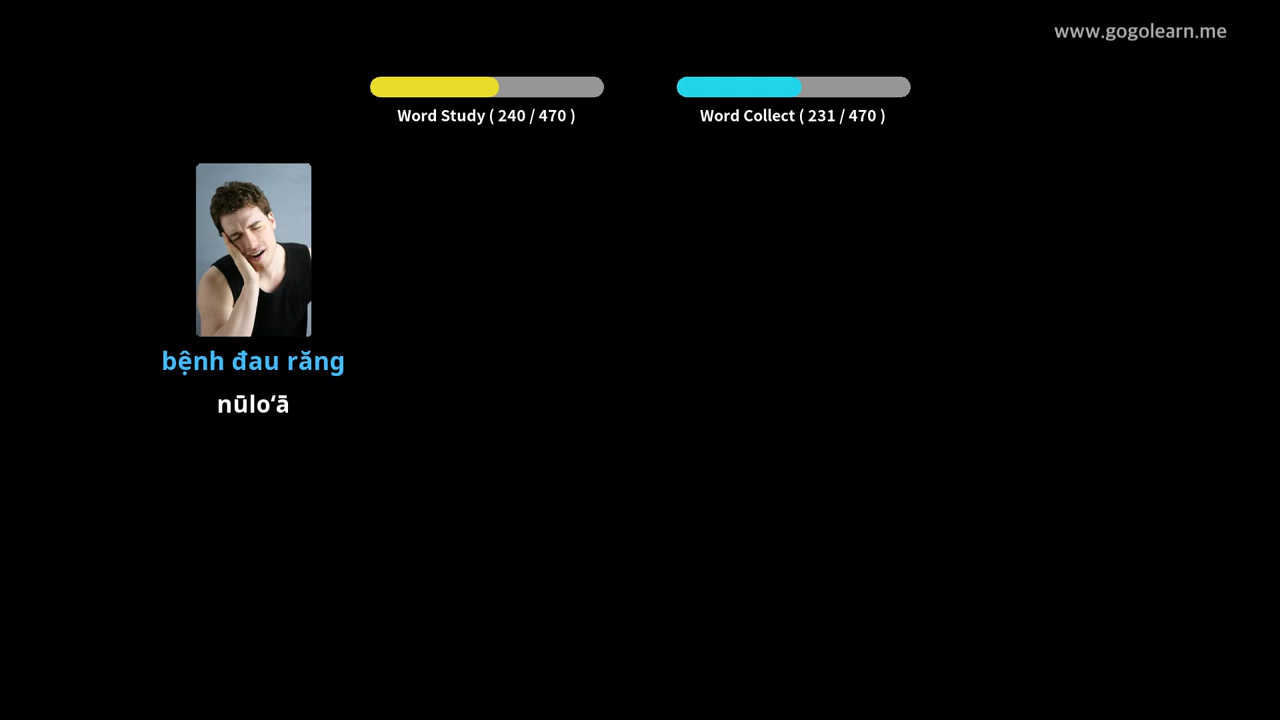 www.gogolearn.me
Word Study ( 240 / 470 )
Word Collect ( 231 / 470 )
bệnh đau răng
nūloʻā